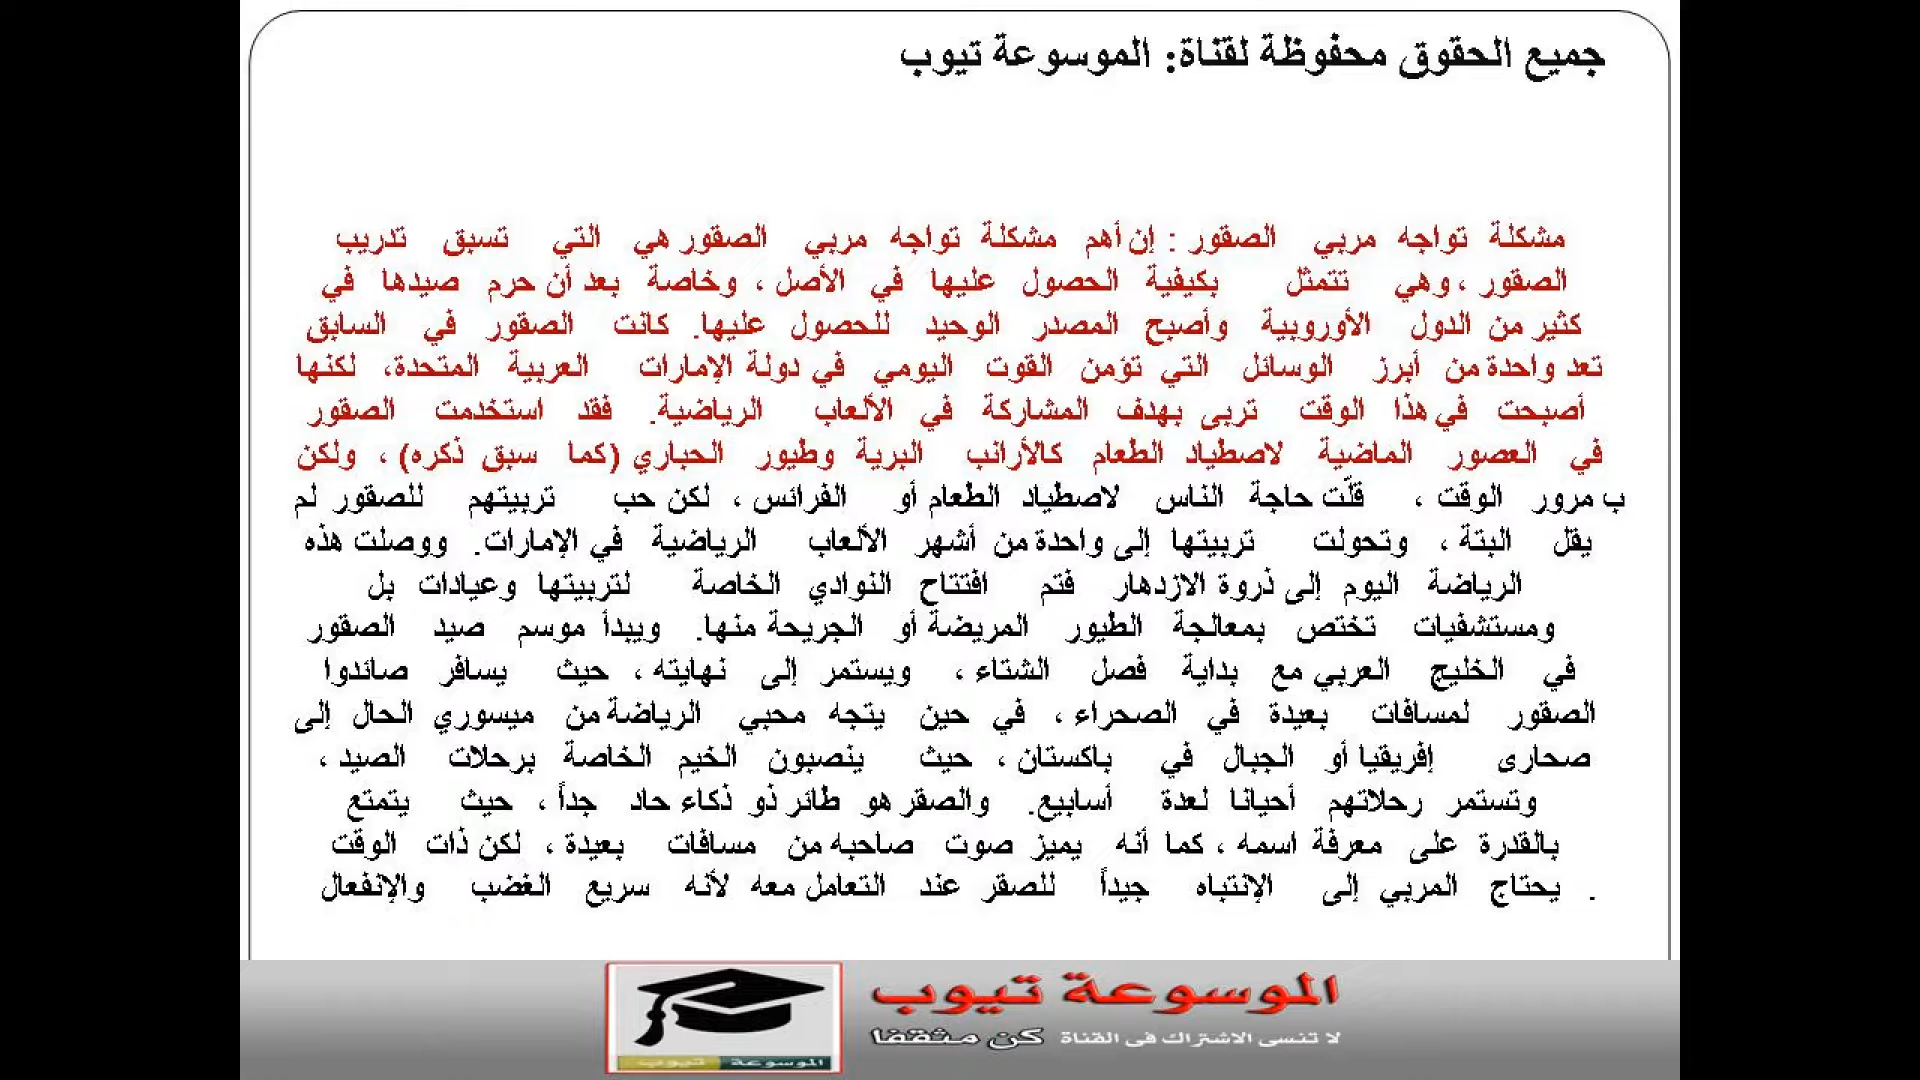 جميع الحقوق محفوظة لقناة: الموسوعة تيوب
مشكلة تواجه مربي الصقور : إن أهم مشكلة تواجه مربي الصقور هي التي تسبق تدريب
الصقور ، وهي تتمثل بكيفية الحصول عليها في الأصل ، وخاصة بعد أن حرم صيدها في
كثير من الدول الأوروبية وأصبح المصدر الوحيد للحصول عليها. كانت الصقور في السابق
تعد واحدة من أبرز الوسائل التي تؤمن القوت اليومي في دولة الإمارات العربية المتحدة، لكنها
أصبحت في هذا الوقت تربى بهدف المشاركة في الألعاب الرياضية. فقد استخدمت الصقور
في العصور الماضية لاصطياد الطعام كالأرانب البرية وطيور الحباري (كما سبق ذكره) ، ولكن
ب مرور الوقت ، قلّت حاجة الناس لاصطياد الطعام أو الفرائس ، لكن حب تربيتهم للصقور لم
يقل البتة ، وتحولت تربيتها إلى واحدة من أشهر الألعاب الرياضية في الإمارات. ووصلت هذه
الرياضة اليوم إلى ذروة الازدهار فتم افتتاح النوادي الخاصة لتربيتها وعيادات بل
ومستشفيات تختص بمعالجة الطيور المريضة أو الجريحة منها. ويبدأ موسم صيد الصقور
في الخليج العربي مع بداية فصل الشتاء ، ويستمر إلى نهايته ، حيث يسافر صائدوا
الصقور لمسافات بعيدة في الصحراء ، في حين يتجه محبي الرياضة من ميسوري الحال إلى
صحارى إفريقيا أو الجبال في باكستان ، حيث ينصبون الخيم الخاصة برحلات الصيد ،
وتستمر رحلاتهم أحيانا لعدة أسابيع. والصقر هو طائر ذو ذكاء حاد جداً ، حيث يتمتع
بالقدرة على معرفة اسمه ، كما أنه يميز صوت صاحبه من مسافات بعيدة ، لكن ذات الوقت
. يحتاج المربي إلى الإنتباه جيداً للصقر عند التعامل معه لأنه سريع الغضب والإنفعال
الموسوعة تيوب
لا تنسى الاشتراك فى القناة كن مثقفا
الموسوعة تيوب